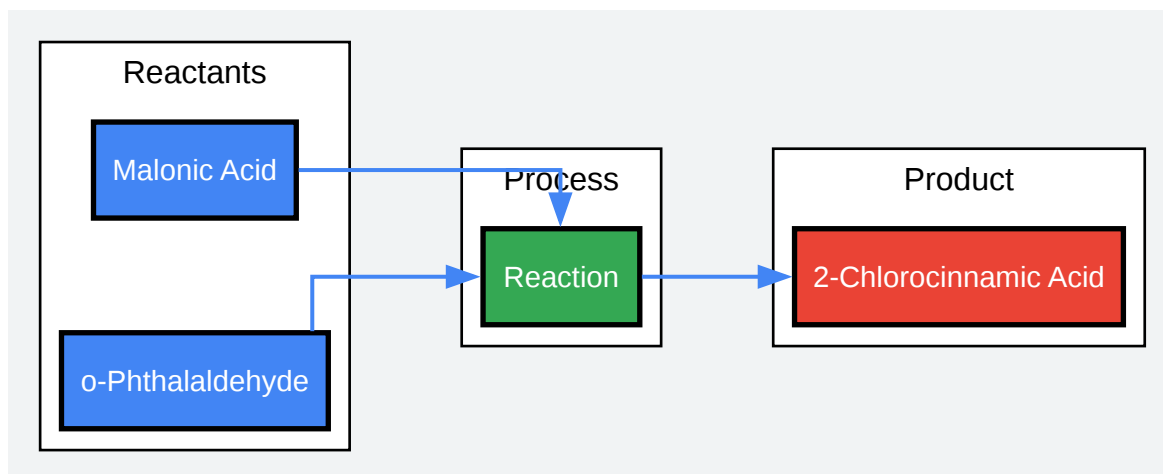 Reactants
Malonic Acid
o-Phthalaldehyde
Process
Reaction
Product
2-Chlorocinnamic Acid